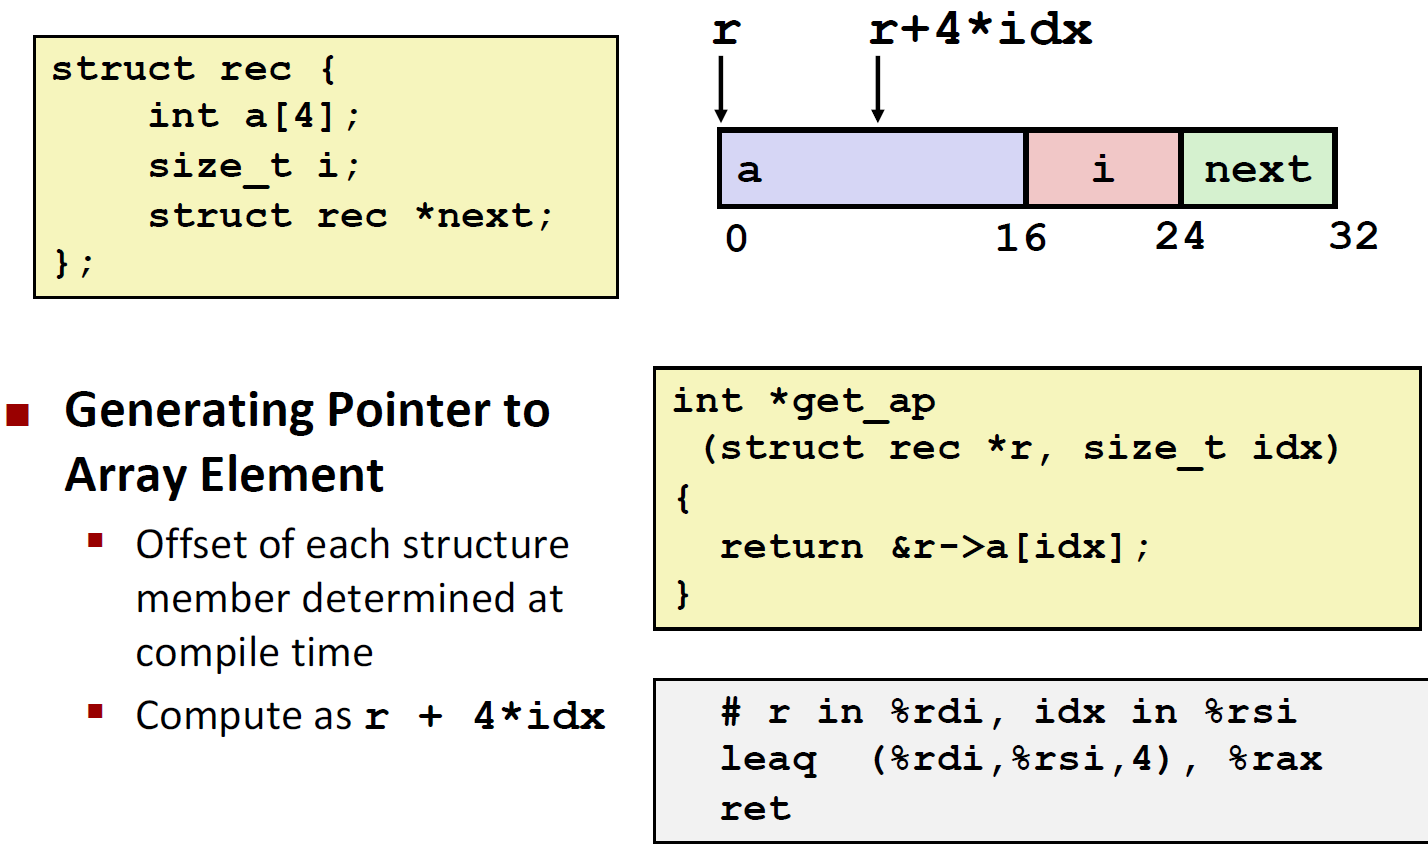 struct rec {
    int a[4];
    size_t i;
    struct rec *next;
};
r
r+4*idx
a
i
next
0
16
24
32
Generating Pointer to
Array Element
Offset of each structure
member determined at
compile time
Compute as r + 4*idx
int *get_ap
 (struct rec *r, size_t idx)
{
  return &r->a[idx];
}
  # r in %rdi, idx in %rsi
  leaq  (%rdi,%rsi,4), %rax
  ret